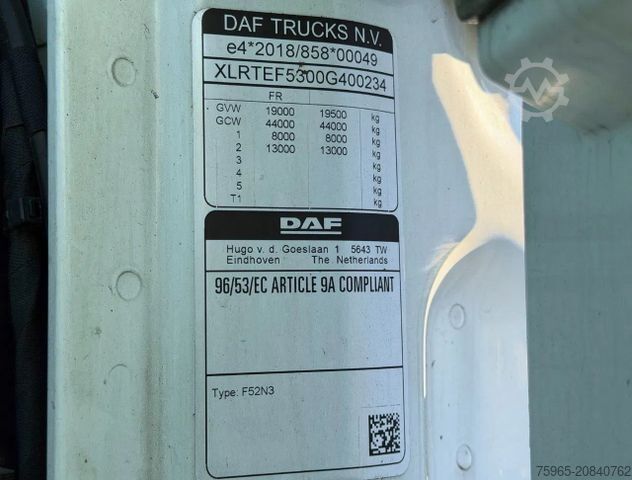 DAF TRUCKS N.V.
e4*2018/858*00049
XLRTEF5300G400234
FR
GVW 19000 19500 kg
GCW 44000 44000 kg
1 8000 8000 kg
2 13000 13000 kg
3 kg
4 kg
5 kg
T1 kg
DAF
Hugo v. d. Goeslaan 1 5643 TW
Eindhoven The Netherlands
96/53/EC ARTICLE 9A COMPLIANT
Type: F52N3
75965-20840762